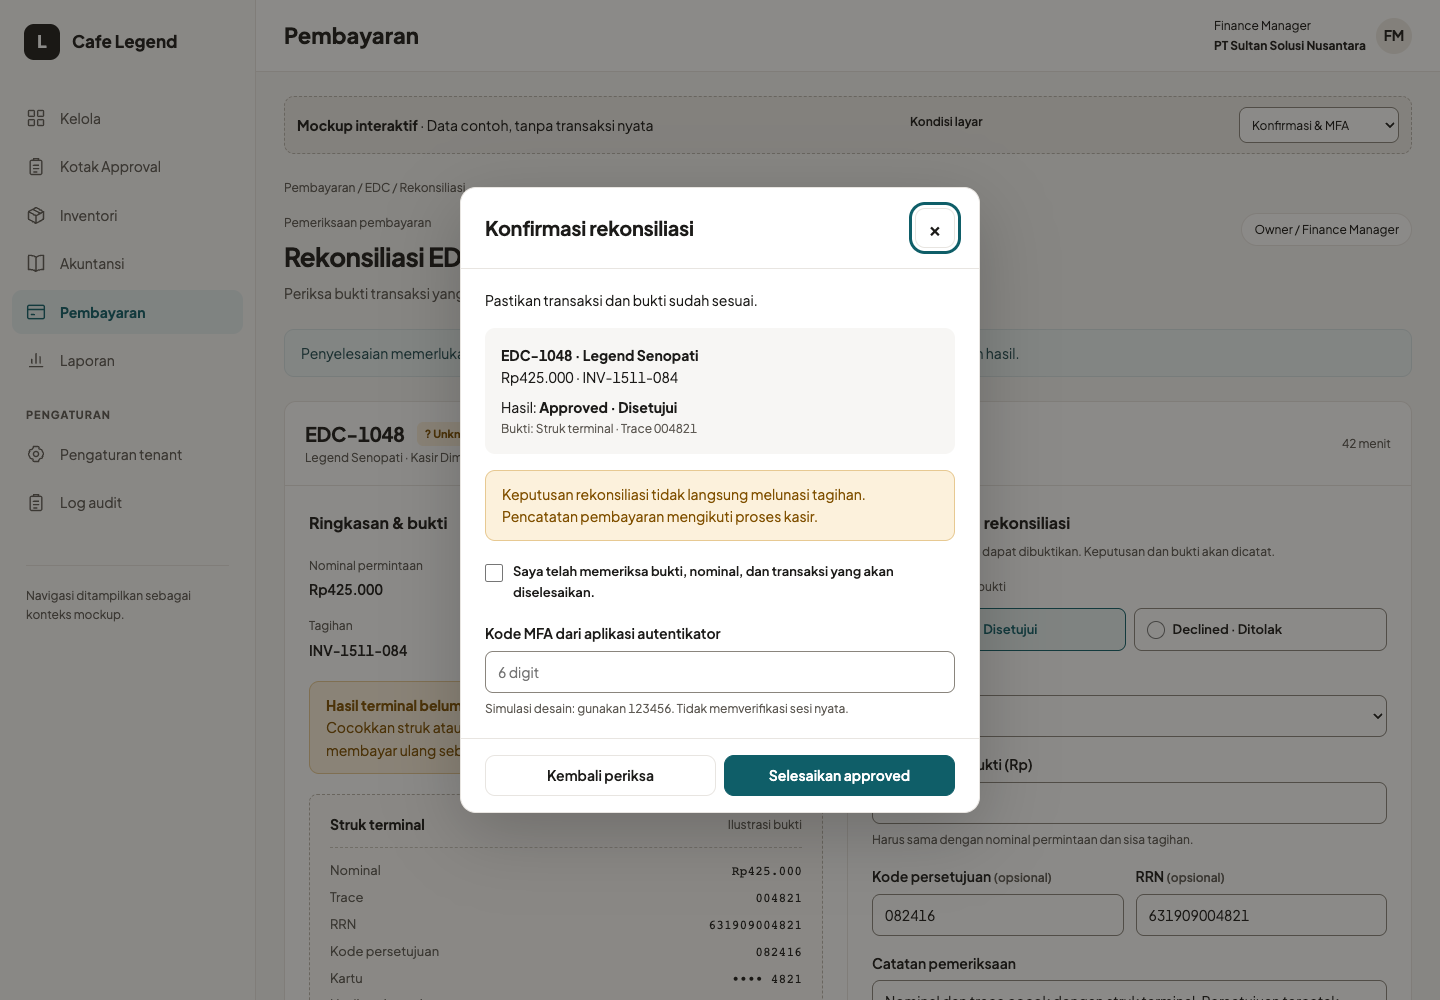 L
Cafe Legend
Kelola
Kotak Approval
Inventori
Akuntansi
Pembayaran
Laporan
PENGATURAN
Pengaturan tenant
Log audit
Navigasi ditampilkan sebagai
konteks mockup.
Pembayaran
Finance Manager
PT Sultan Solusi Nusantara
FM
Mockup interaktif · Data contoh, tanpa transaksi nyata
Kondisi layar
Konfirmasi & MFA
Pembayaran / EDC / Rekonsiliasi
Pemeriksaan pembayaran
Rekonsiliasi ED
Periksa bukti transaksi yang
Owner / Finance Manager
Penyelesaian
hasil.
EDC-1048
?
Legend Senopati · Kasir
42 menit
Ringkasan & bukti
Nominal permintaan
Rp425.000
Tagihan
INV-1511-084
Hasil terminal belum
Cocokkan struk atau
membayar ulang
Struk terminal
Ilustrasi bukti
Nominal
Rp425.000
Trace
004821
RRN
631909004821
Kode persetujuan
082416
Kartu
•••• 4821
rekonsiliasi
dapat dibuktikan. Keputusan dan bukti akan dicatat.
bukti
Disetujui
Declined · Ditolak
(Rp)
Harus sama dengan nominal permintaan dan sisa tagihan.
Kode persetujuan (opsional)
RRN (opsional)
082416
631909004821
Catatan pemeriksaan
Konfirmasi rekonsiliasi
×
Pastikan transaksi dan bukti sudah sesuai.
EDC-1048 · Legend Senopati
Rp425.000 · INV-1511-084
Hasil: Approved · Disetujui
Bukti: Struk terminal · Trace 004821
Keputusan rekonsiliasi tidak langsung melunasi tagihan.
Pencatatan pembayaran mengikuti proses kasir.
Saya telah memeriksa bukti, nominal, dan transaksi yang akan
diselesaikan.
Kode MFA dari aplikasi autentikator
6 digit
Simulasi desain: gunakan 123456. Tidak memverifikasi sesi nyata.
Kembali periksa
Selesaikan approved